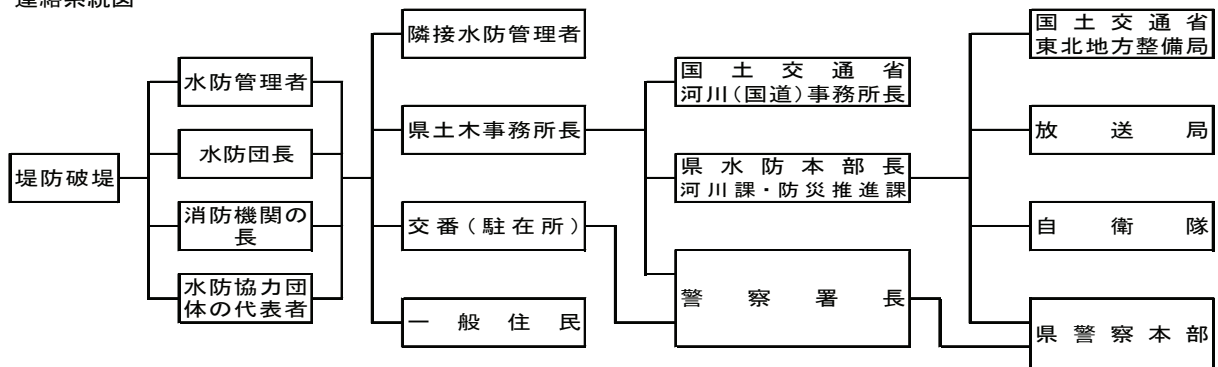 連絡系統図
堤防破堤
水防管理者
水防団長
消防機関の
長
水防協力団
体の代表者
隣接水防管理者
県土木事務所長
交番(駐在所)
一般住民
国土交通省
河川(国道)事務所長
県水防本部長
河川課・防災推進課
警察署長
国土交通省
東北地方整備局
放送局
自衛隊
県警察本部